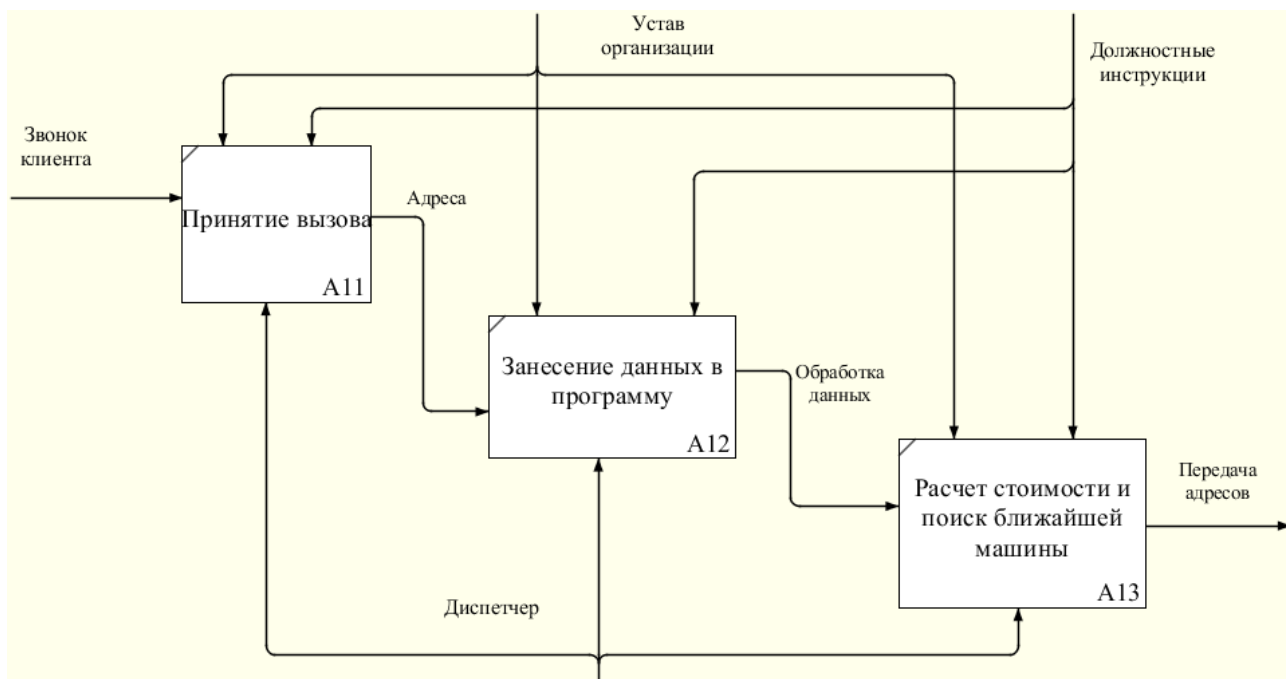 Устав
организации
Должностные
инструкции
Звонок
клиента
Принятие вызова
A11
Адреса
Занесение данных в
программу
A12
Обработка
данных
Расчет стоимости и
поиск ближайшей
машины
A13
Передача
адресов
Диспетчер